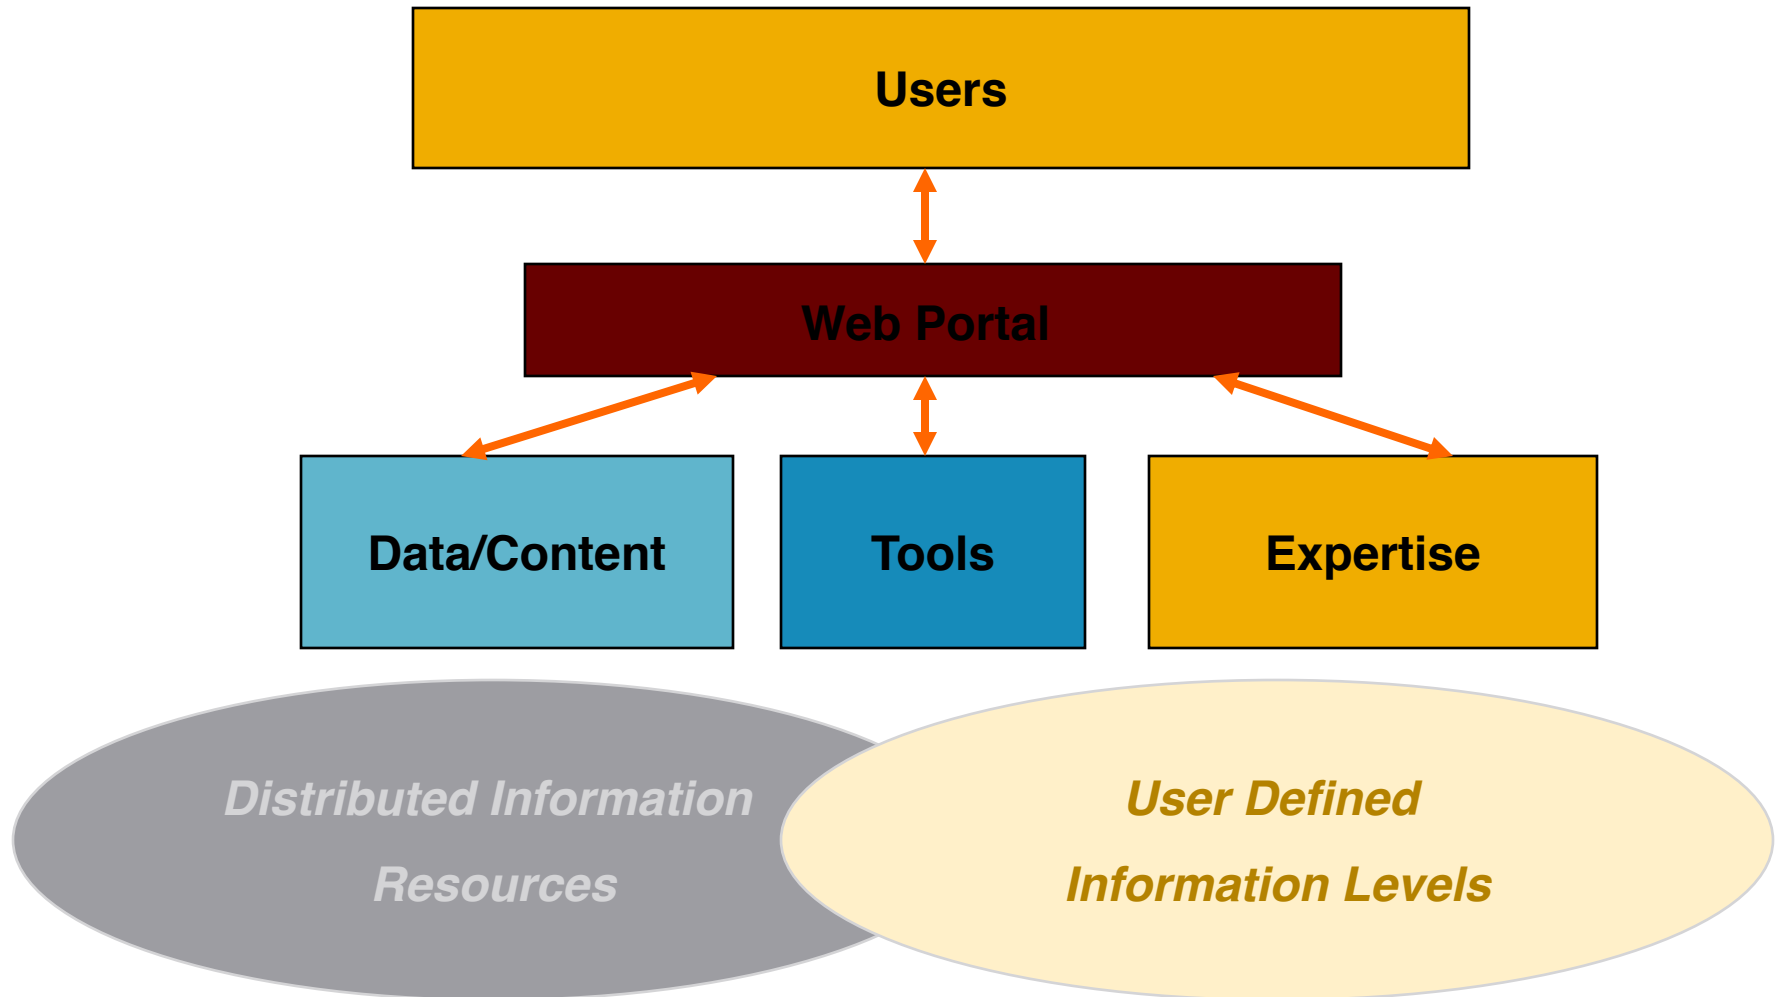 Users
Web Portal
Data/Content
Tools
Expertise
Distributed Information
Resources
User Defined
Information Levels